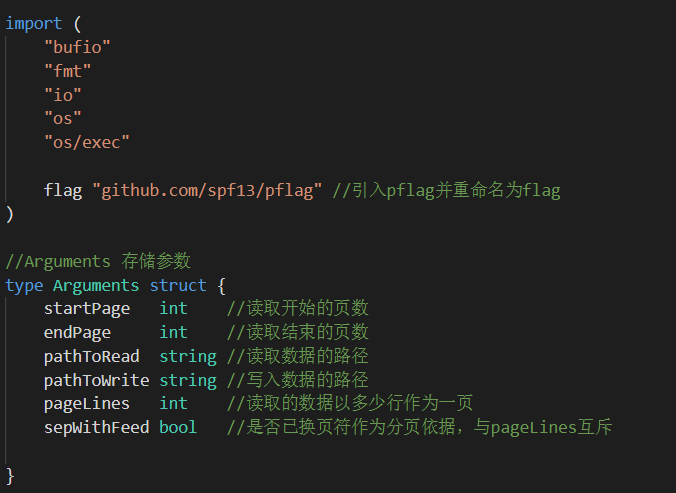 import (
"bufio"
"fmt"
"io"
"os"
"os/exec"
flag "github.com/spf13/pflag" //引入pflag并重命名为flag
)
//Arguments 存储参数
type Arguments struct {
startPage int //读取开始的页数
endPage int //读取结束的页数
pathToRead string //读取数据的路径
pathToWrite string //写入数据的路径
pageLines int //读取的数据以多少行作为一页
sepWithFeed bool //是否已换页符作为分页依据，与pageLines互斥
}